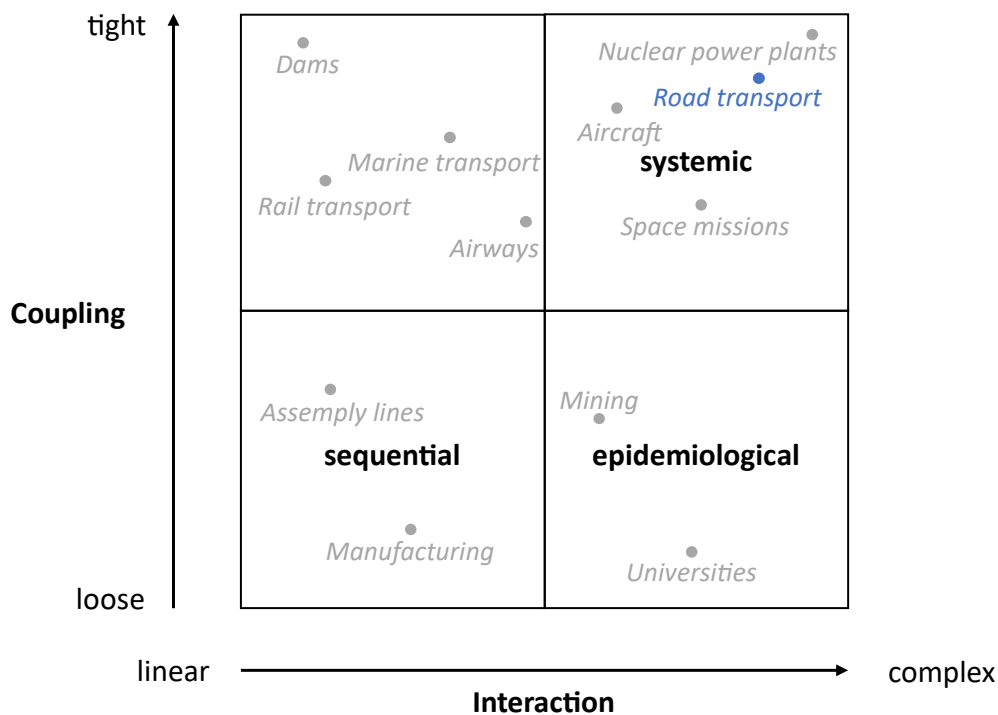 tight
Dams
Nuclear power plants
Road transport
Aircraft
Marine transport
systemic
Rail transport
Space missions
Airways
Coupling
Assemply lines
Mining
sequential
epidemiological
Manufacturing
Universities
loose
linear
complex
Interaction